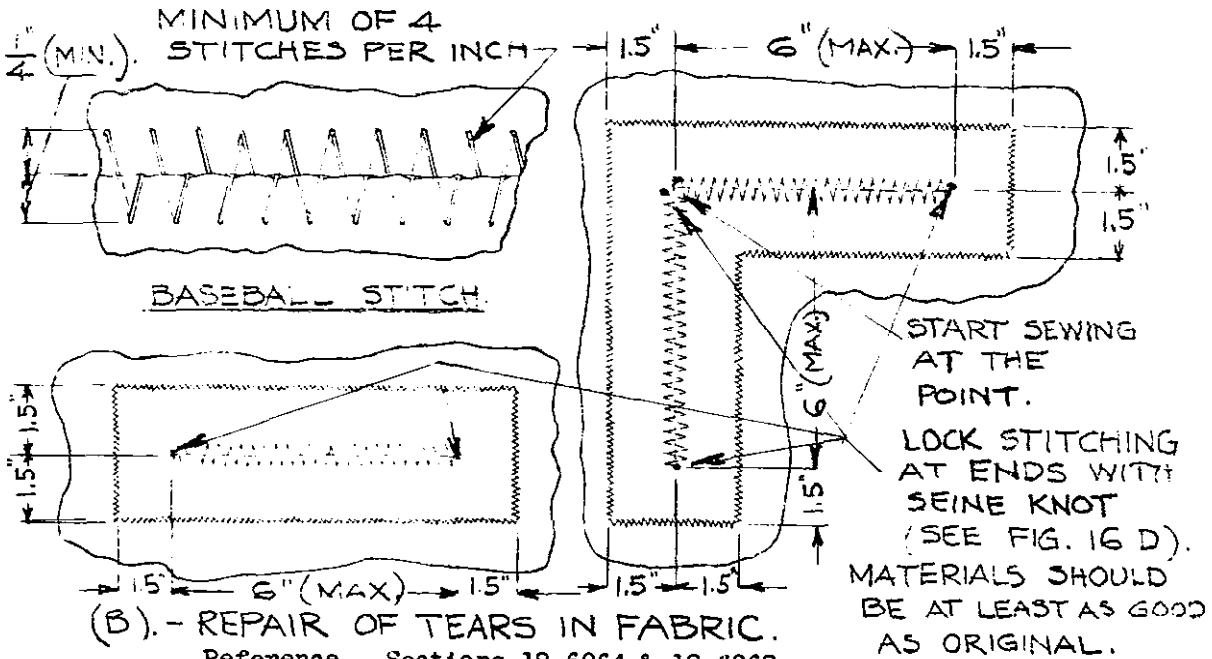 MINIMUM OF 4
STITCHES PER INCH
1/4" (MIN.).
BASEBALL STITCH.
1.5" 6" (MAX.) 1.5"
1.5"
1.5"
6" (MAX.)
1.5"
1.5" 1.5"
START SEWING
AT THE
POINT.
LOCK STITCHING
AT ENDS WITH
SEINE KNOT
(SEE FIG. 16 D).
MATERIALS SHOULD
BE AT LEAST AS GOOD
AS ORIGINAL.
1.5"
1.5"
1.5" 6" (MAX) 1.5"
(B).- REPAIR OF TEARS IN FABRIC.